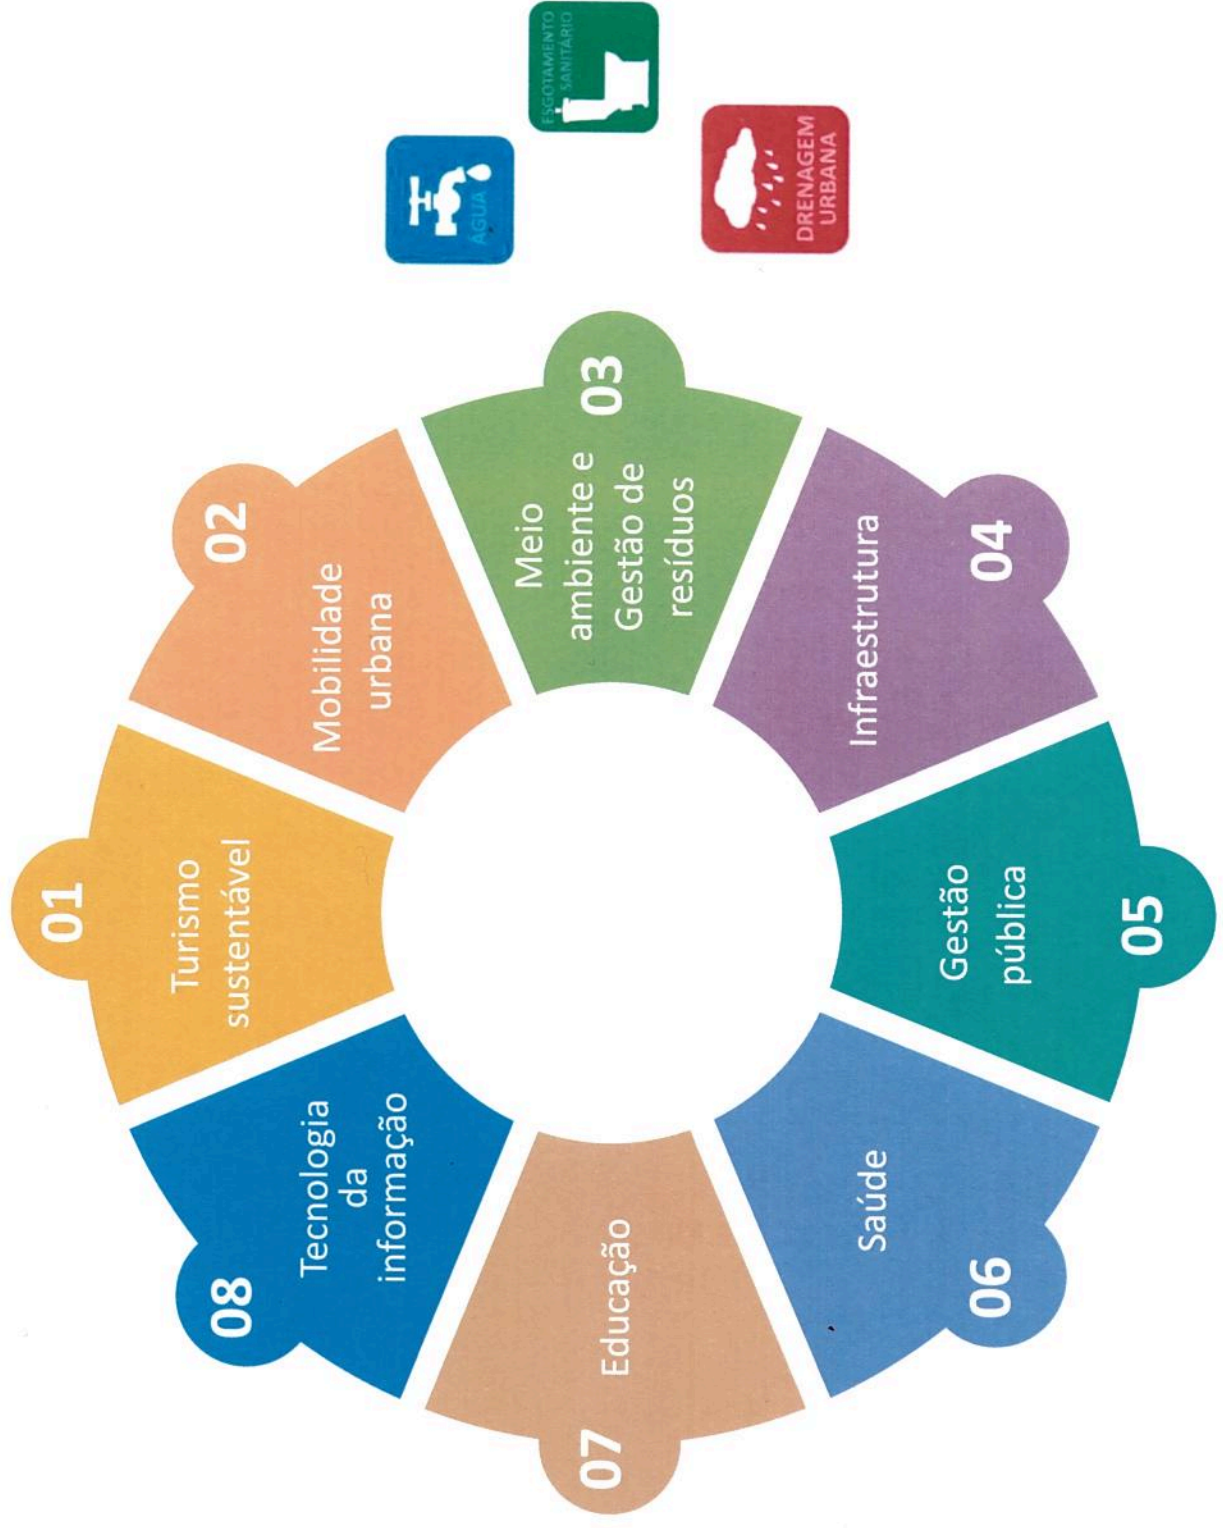 01
Turismo
sustentável
02
Mobilidade
urbana
03
Meio
ambiente e
Gestão de
resíduos
04
Infraestrutura
05
Gestão
pública
06
Saúde
07
Educação
08
Tecnologia
da
informação
ÁGUA
ESGOTAMENTO
SANITÁRIO
DRENAGEM
URBANA